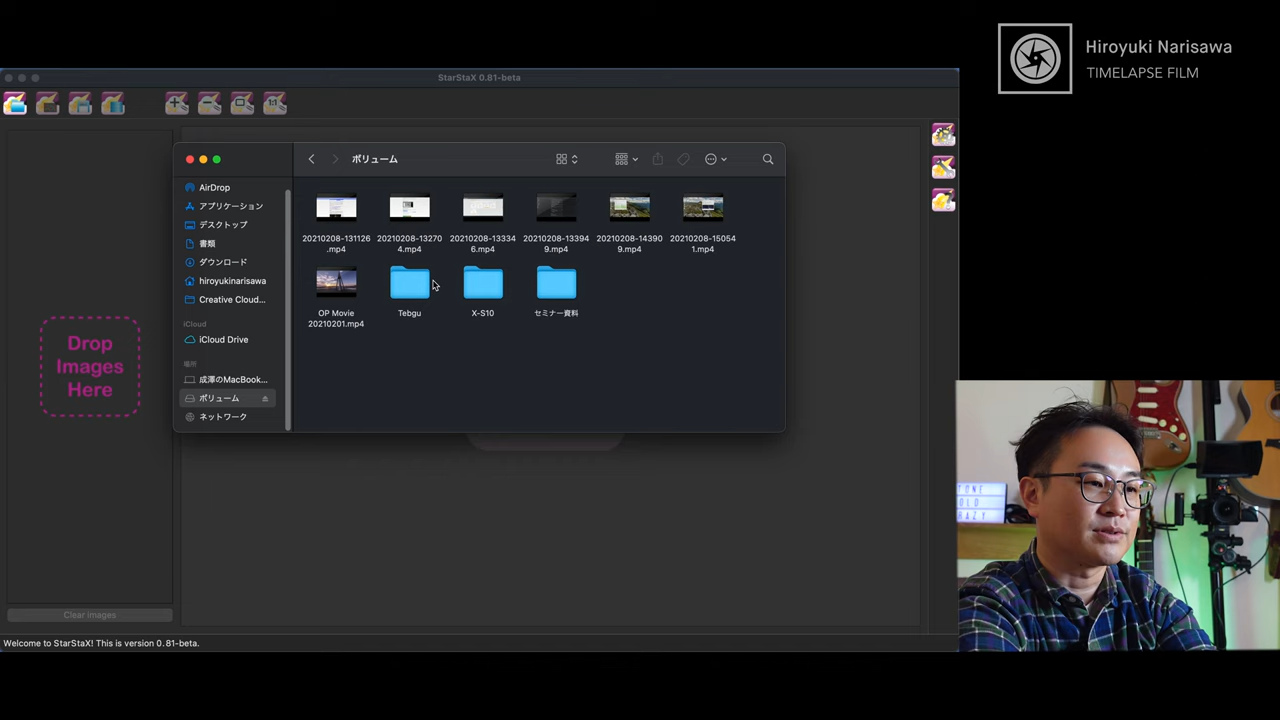 Hiroyuki Narisawa
TIMELAPSE FILM
StarStaX 0.81-beta
ボリューム
AirDrop
アプリケーション
デスクトップ
書類
ダウンロード
hiroyukinarisawa
Creative Cloud...
iCloud
iCloud Drive
場所
成澤のMacBook...
ボリューム
ネットワーク
20210208-131126
.mp4
20210208-13270
4.mp4
20210208-13334
6.mp4
20210208-13394
9.mp4
20210208-14390
9.mp4
20210208-15054
1.mp4
OP Movie
20210201.mp4
Tebgu
X-S10
セミナー資料
Drop
Images
Here
Clear images
Welcome to StarStaX! This is version 0.81-beta.
TONE
OLD
RAZY